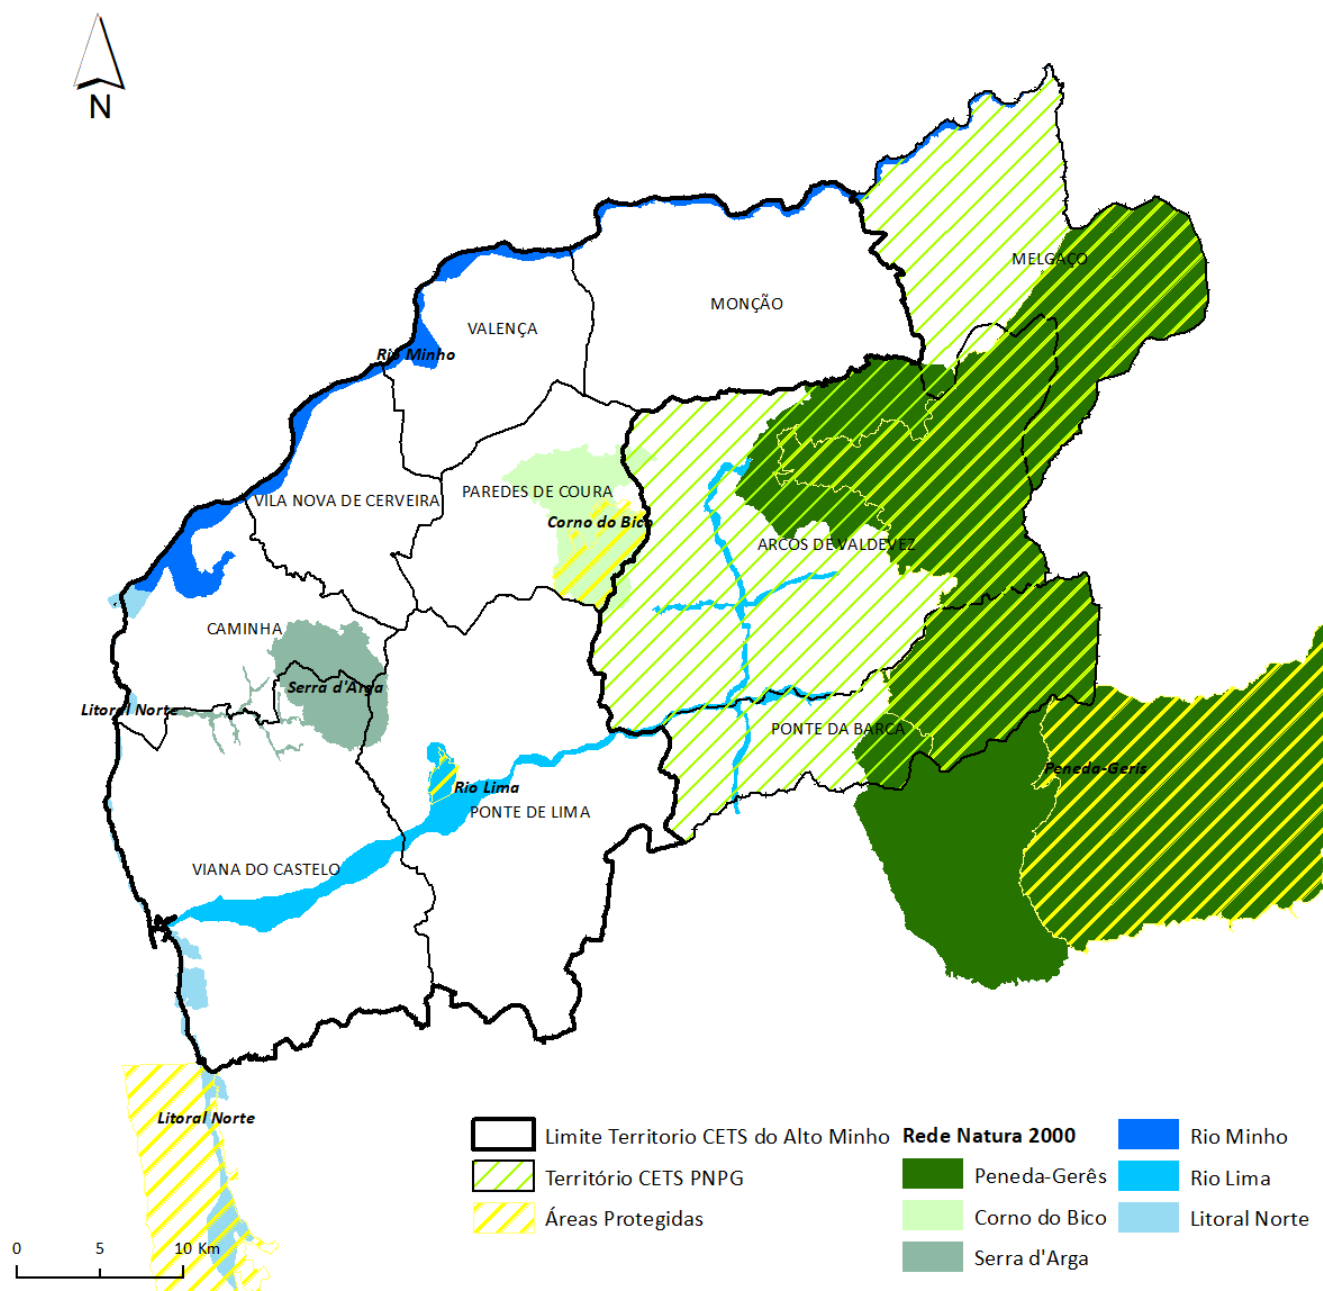 N
MELGAÇO
MONÇÃO
VALENÇA
Rio Minho
PAREDES DE COURA
VILA NOVA DE CERVEIRA
Corno do Bico
ARCOS DE VALDEVEZ
CAMINHA
Serra d'Arga
Litoral Norte
PONTE DA BARCA
Peneda-Geris
Rio Lima
PONTE DE LIMA
VIANA DO CASTELO
Litoral Norte
Limite Territorio CETS do Alto Minho
Território CETS PNPG
Áreas Protegidas
Rede Natura 2000
Peneda-Gerês
Corno do Bico
Serra d'Arga
Rio Minho
Rio Lima
Litoral Norte
0 5 10 Km